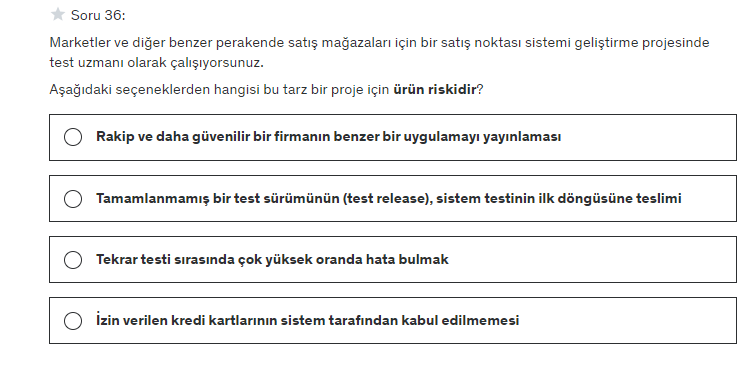 Soru 36:
Marketler ve diğer benzer perakende satış mağazaları için bir satış noktası sistemi geliştirme projesinde
test uzmanı olarak çalışıyorsunuz.
Aşağıdaki seçeneklerden hangisi bu tarz bir proje için ürün riskidir?
Rakip ve daha güvenilir bir firmanın benzer bir uygulamayı yayınlaması
Tamamlanmamış bir test sürümünün (test release), sistem testinin ilk döngüsüne teslimi
Tekrar testi sırasında çok yüksek oranda hata bulmak
İzin verilen kredi kartlarının sistem tarafından kabul edilmemesi